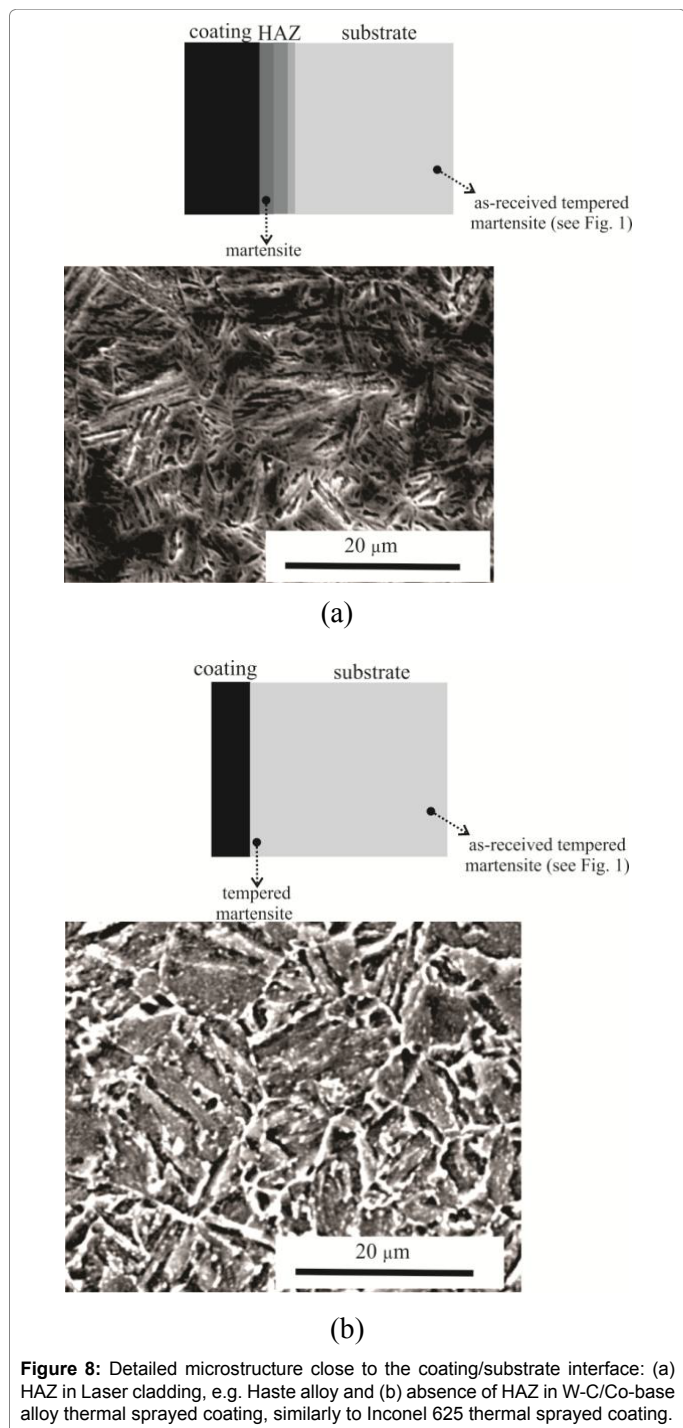 coating HAZ substrate
as-received tempered
martensite (see Fig. 1)
martensite
20 µm
(a)
coating substrate
as-received tempered
martensite (see Fig. 1)
tempered
martensite
20 µm
(b)
Figure 8: Detailed microstructure close to the coating/substrate interface: (a)
HAZ in Laser cladding, e.g. Haste alloy and (b) absence of HAZ in W-C/Co-base
alloy thermal sprayed coating, similarly to Inconel 625 thermal sprayed coating.